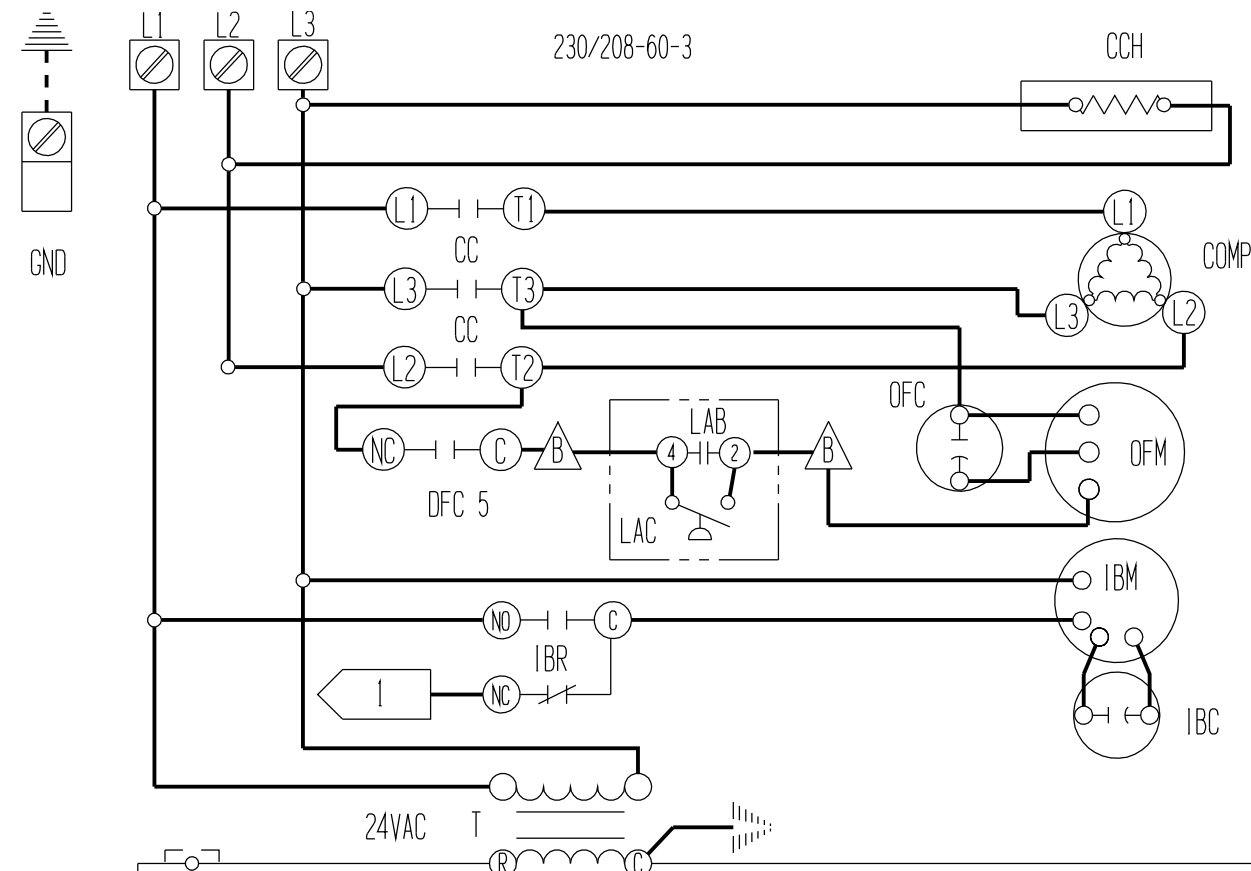 L1 L2 L3
230/208-60-3
CCH
L1 T1 L1
GND
CC
COMP
L3 T3
L3 L2
CC
L2 T2
OFC
LAB
NC C B 4 2 B OFM
DFC 5
LAC
IBM
NO C
IBR
1 NC
IBC
24VAC T
R C